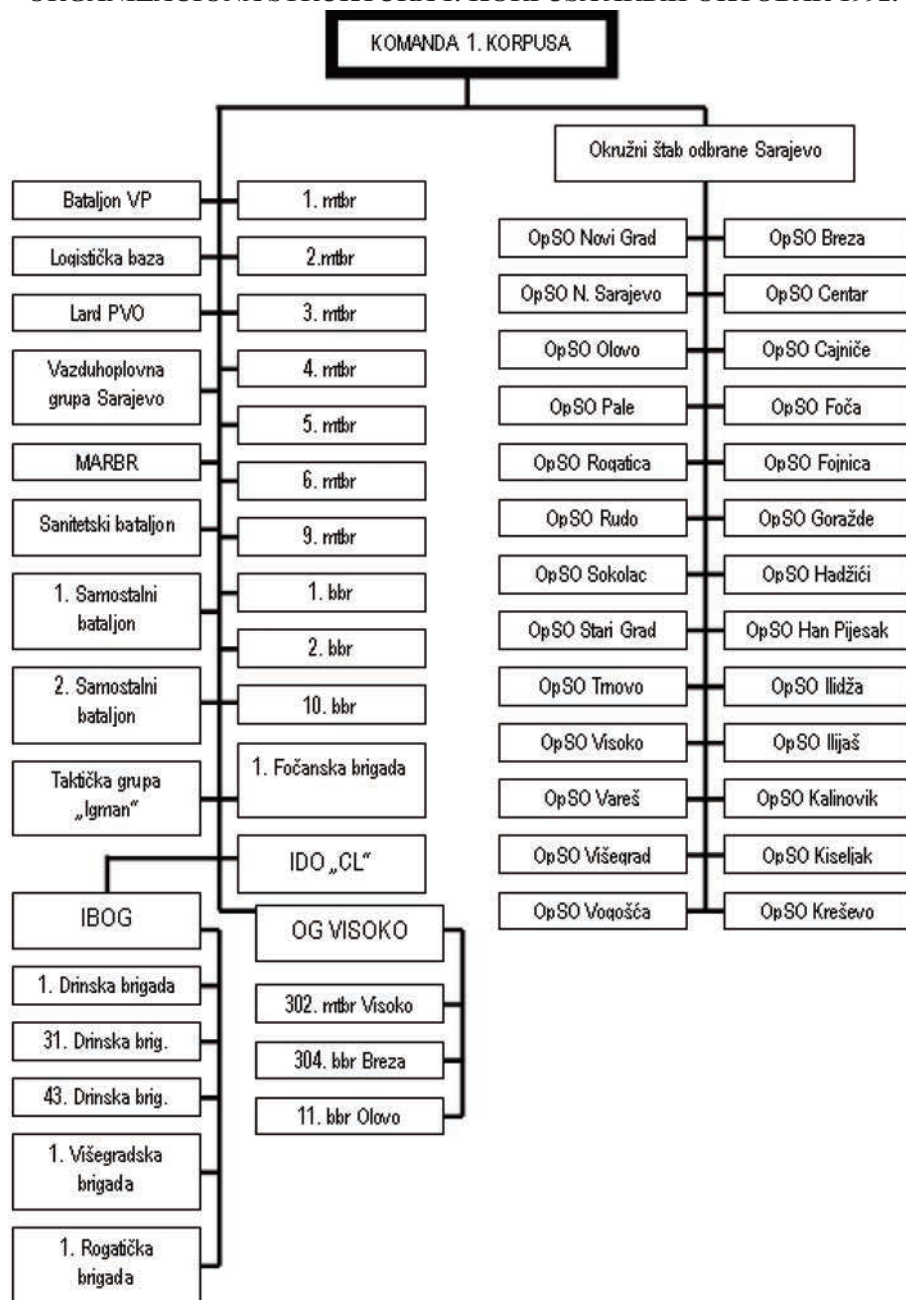 KOMANDA 1. KORPUSA
Okružni štab odbrane Sarajevo
Bataljon VP
1. mtbr
Logistička baza
2.mtbr
Lard PVO
3. mtbr
Vazduhoplovna
grupa Sarajevo
4. mtbr
5. mtbr
MARBR
6. mtbr
Sanitetski bataljon
9. mtbr
1. Samostalni
bataljon
1. bbr
2. bbr
2. Samostalni
bataljon
10. bbr
Taktička grupa
„Igman“
1. Fočanska brigada
IDO „CL“
IBOG
1. Drinska brigada
31. Drinska brig.
43. Drinska brig.
1. Višegradska
brigada
1. Rogatička
brigada
OG VISOKO
302. mtbr Visoko
304. bbr Breza
11. bbr Olovo
OpSO Novi Grad
OpSO Breza
OpSO N. Sarajevo
OpSO Centar
OpSO Olovo
OpSO Cajniče
OpSO Pale
OpSO Foča
OpSO Rogatica
OpSO Fojnica
OpSO Rudo
OpSO Goražde
OpSO Sokolac
OpSO Hadžići
OpSO Stari Grad
OpSO Han Pijesak
OpSO Trnovo
OpSO Ilidža
OpSO Visoko
OpSO Ilijaš
OpSO Vareš
OpSO Kalinovik
OpSO Višegrad
OpSO Kiseljak
OpSO Vogošća
OpSO Kreševo